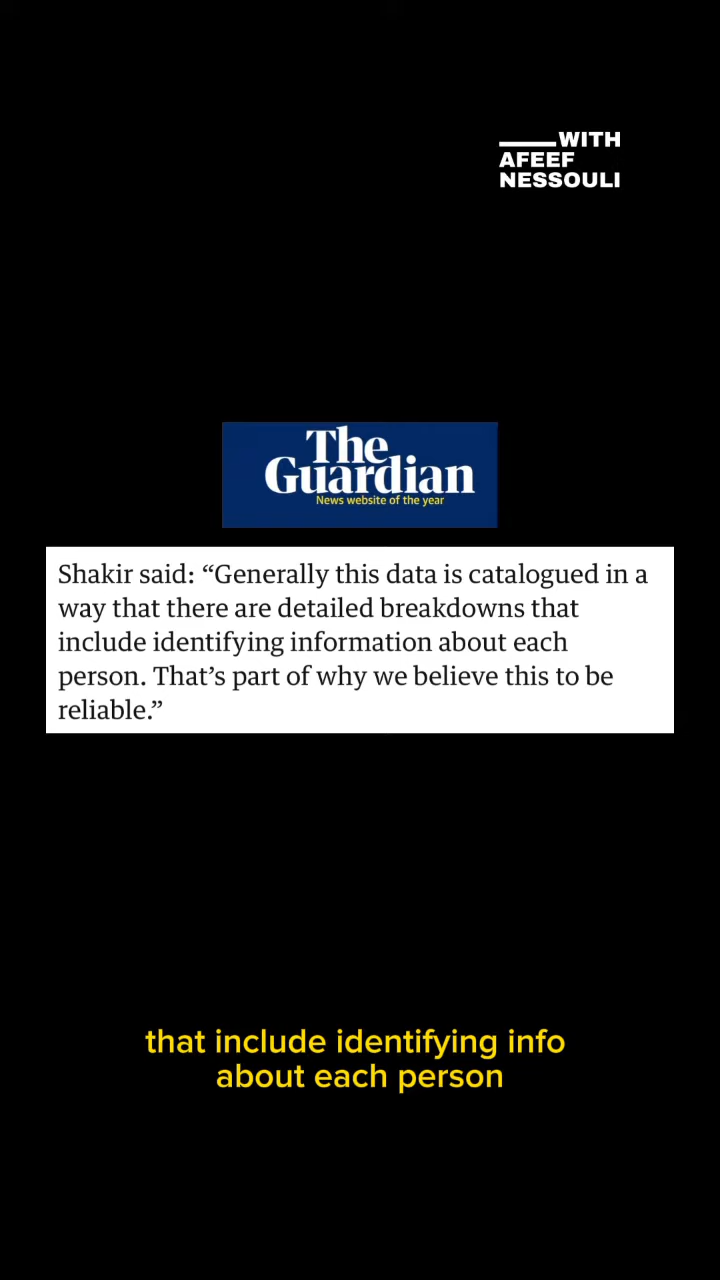 WITH
AFEEF
NESSOULI
The
Guardian
News website of the year
Shakir said: “Generally this data is catalogued in a
way that there are detailed breakdowns that
include identifying information about each
person. That’s part of why we believe this to be
reliable.”
that include identifying info
about each person